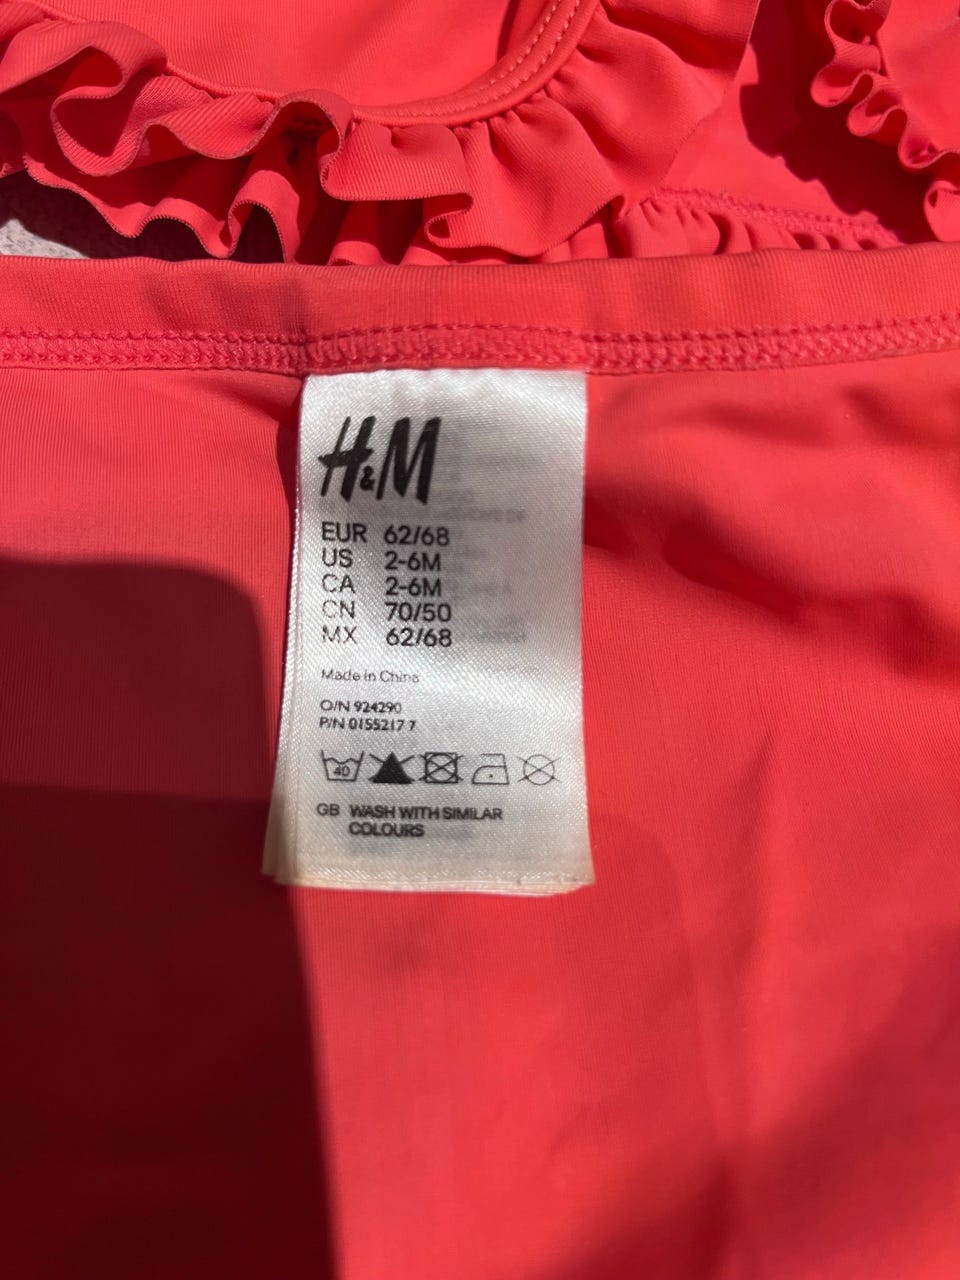 H&M
EUR 62/68
US 2-6M
CA 2-6M
CN 70/50
MX 62/68
Made in China
O/N 924290
P/N 0155217 7
40
GB WASH WITH SIMILAR
COLOURS